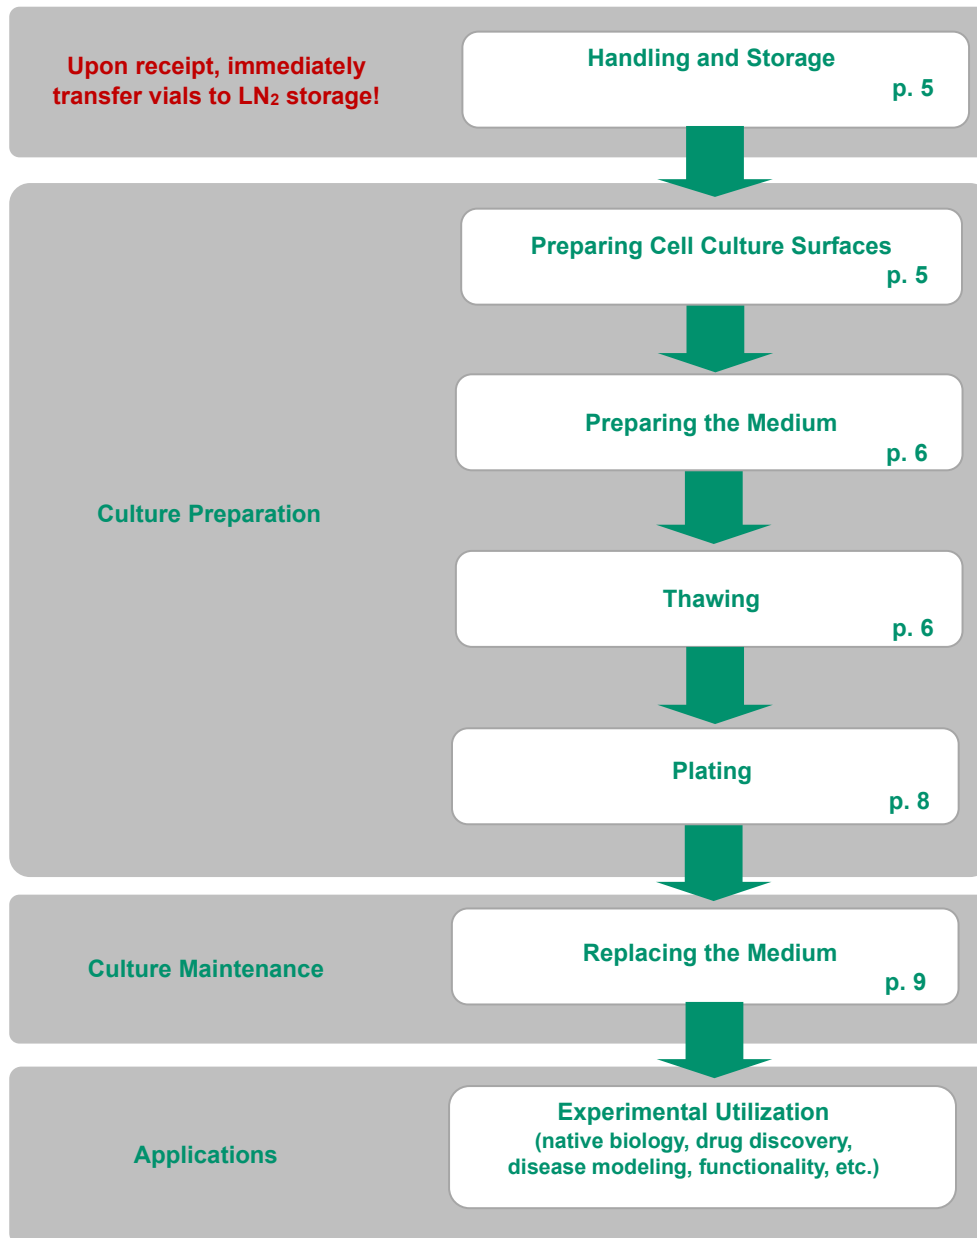 Upon receipt, immediately
transfer vials to LN₂ storage!
Handling and Storage
p. 5
Culture Preparation
Preparing Cell Culture Surfaces
p. 5
Preparing the Medium
p. 6
Thawing
p. 6
Plating
p. 8
Culture Maintenance
Replacing the Medium
p. 9
Applications
Experimental Utilization
(native biology, drug discovery,
disease modeling, functionality, etc.)